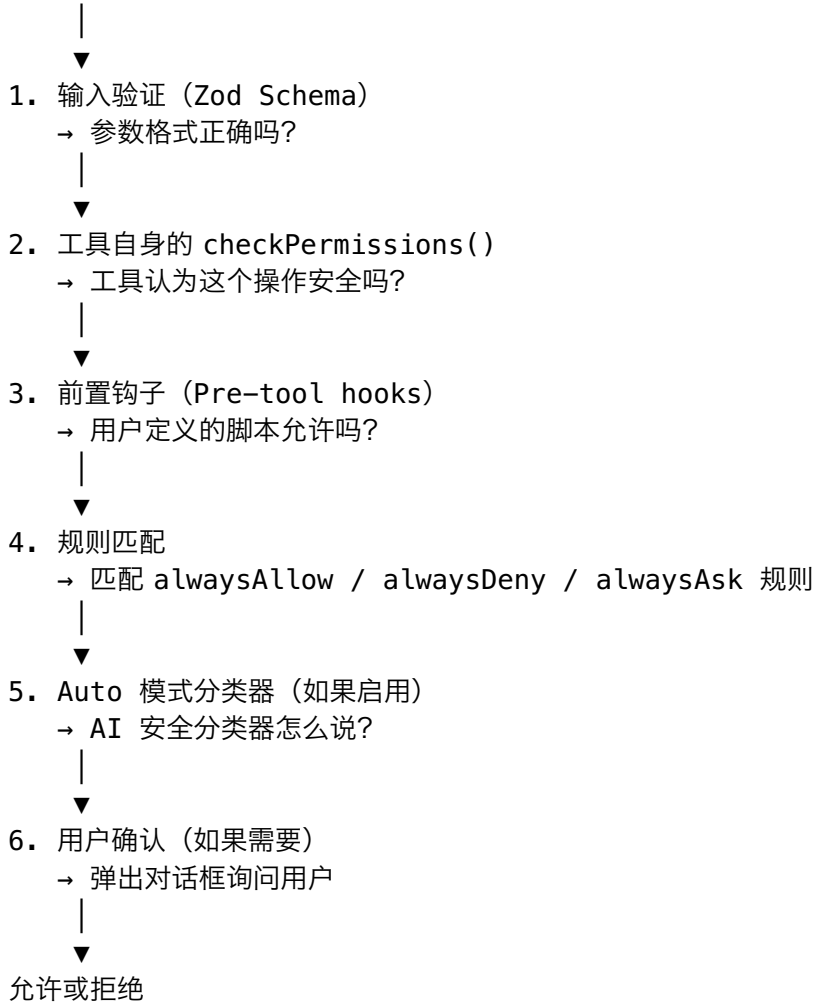 1. 输入验证（Zod Schema）
→ 参数格式正确吗？
2. 工具自身的 checkPermissions()
→ 工具认为这个操作安全吗？
3. 前置钩子（Pre-tool hooks）
→ 用户定义的脚本允许吗？
4. 规则匹配
→ 匹配 alwaysAllow / alwaysDeny / alwaysAsk 规则
5. Auto 模式分类器（如果启用）
→ AI 安全分类器怎么说？
6. 用户确认（如果需要）
→ 弹出对话框询问用户
允许或拒绝